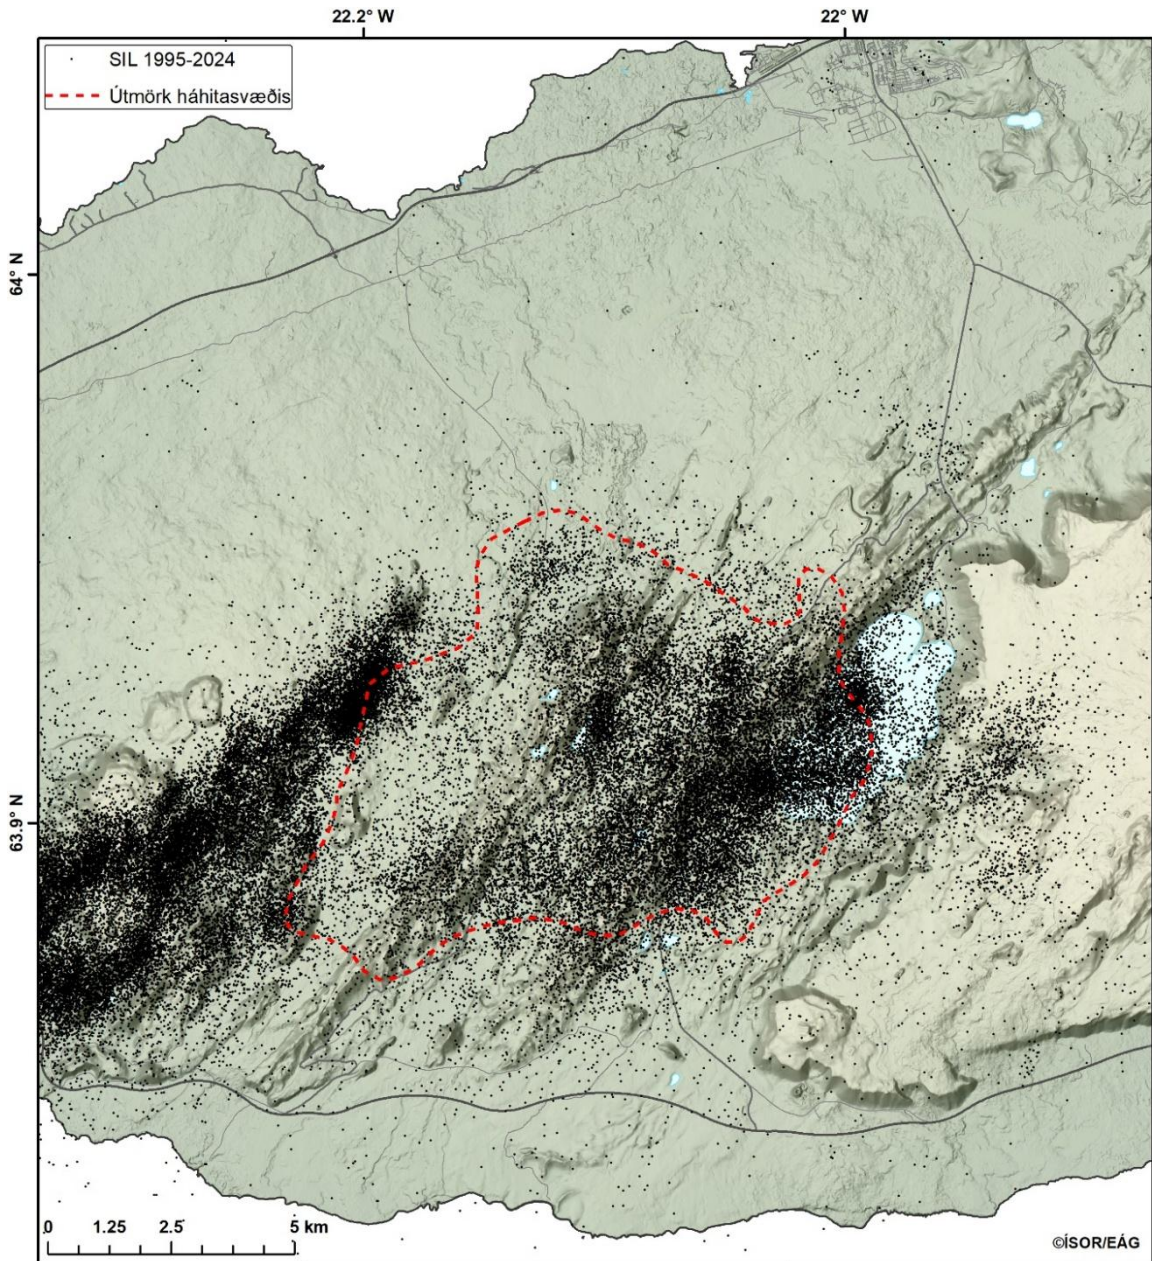 22.2° W
22° W
SIL 1995-2024
Útmörk háhitasvæðis
64° N
63.9° N
0 1.25 2.5 5 km
©ÍSOR/EÁG